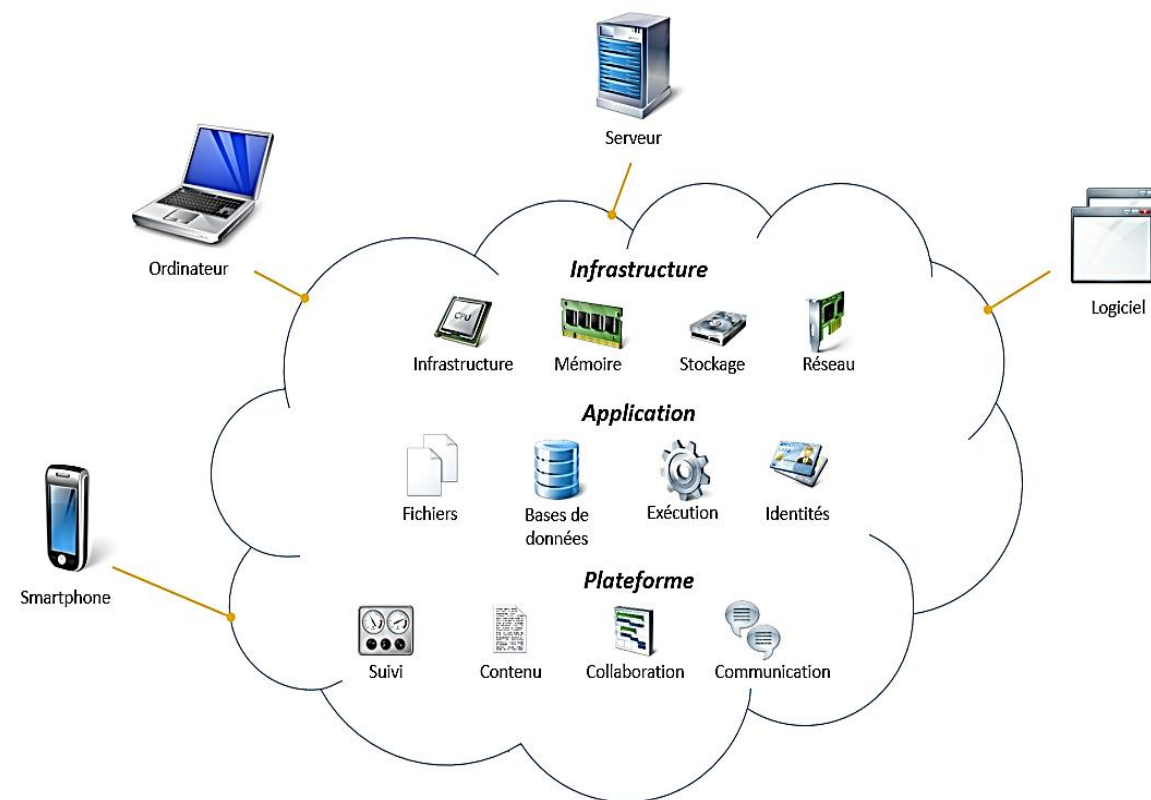 Serveur
Ordinateur
Logiciel
Infrastructure
CPU
Infrastructure
Mémoire
Stockage
Réseau
Application
Fichiers
Bases de
données
Exécution
Identités
Plateforme
Smartphone
Suivi
Contenu
Collaboration
Communication